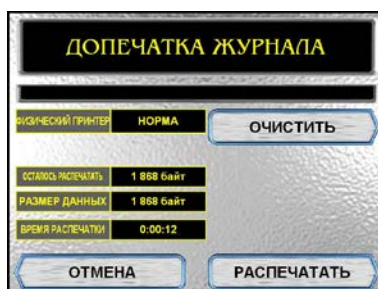 ДОПЕЧАТКА ЖУРНАЛА
ФИЗИЧЕСКИЙ ПРИНТЕР НОРМА
ОЧИСТИТЬ
ОСТАЛОСЬ РАСПЕЧАТАТЬ 1 868 байт
РАЗМЕР ДАННЫХ 1 868 байт
ВРЕМЯ РАСПЕЧАТКИ 0:00:12
ОТМЕНА
РАСПЕЧАТАТЬ